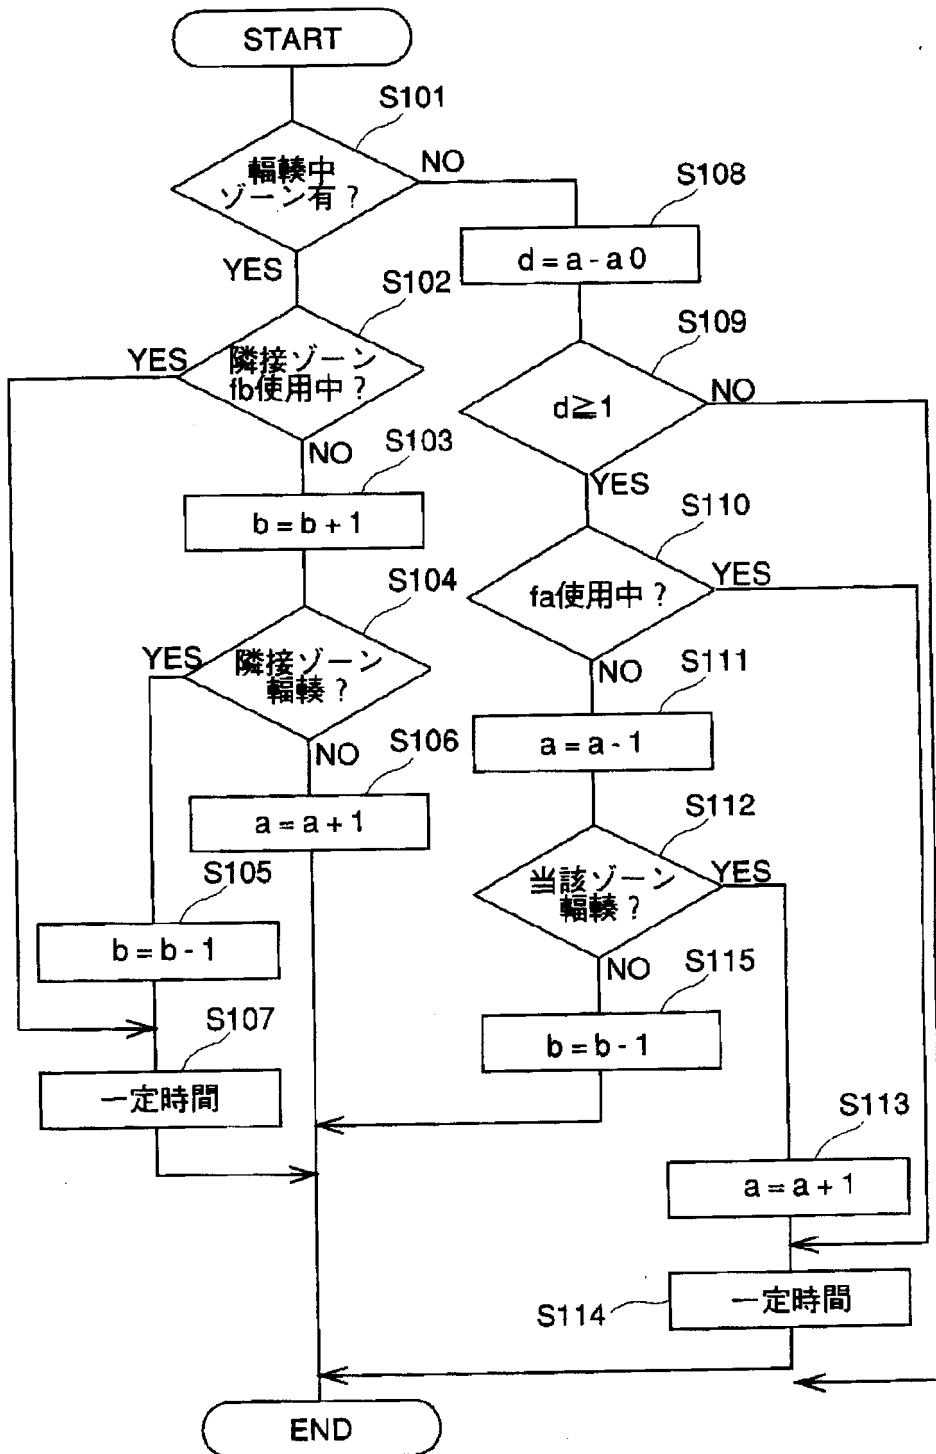 START
S101
輻輳中
ゾーン有？
NO
YES
S108
d = a - a 0
S102
隣接ゾーン
fb使用中？
YES
NO
S109
d≧1
NO
YES
S103
b = b + 1
S110
fa使用中？
YES
NO
S104
隣接ゾーン
輻輳？
YES
NO
S111
a = a - 1
S106
a = a + 1
S112
当該ゾーン
輻輳？
YES
NO
S105
b = b - 1
S115
b = b - 1
S107
一定時間
S113
a = a + 1
S114
一定時間
END